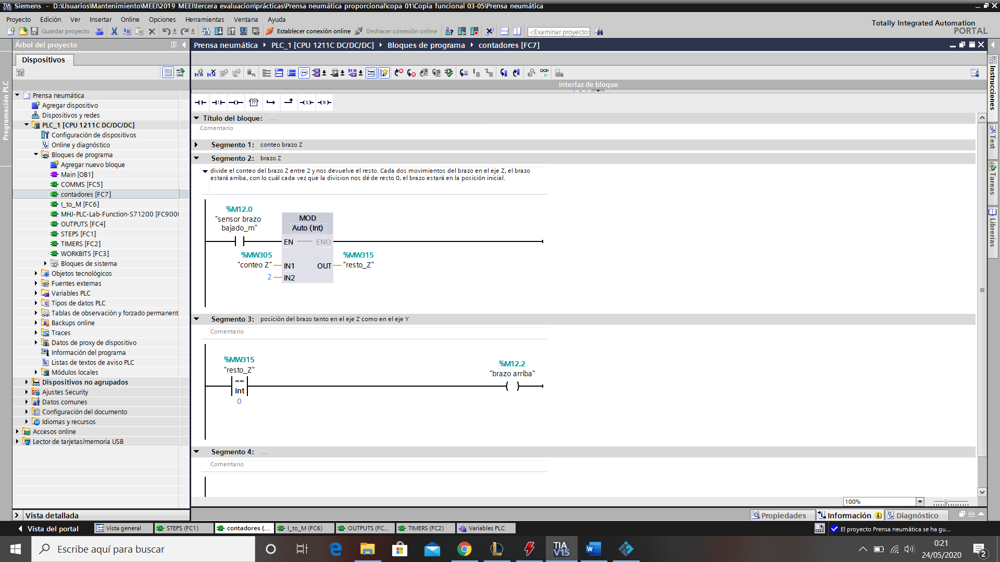 Siemens - D:\Usuarios\Mantenimiento\MEEI\2019 MEEI\tercera evaluacion\prácticas\Prensa neumática proporcional\copa 01\Copia funcional 03-05\Prensa neumática
Proyecto Edición Ver Insertar Online Opciones Herramientas Ventana Ayuda
Totally Integrated Automation
PORTAL
Guardar proyecto Establecer conexión online Deshacer conexión online <Examinar proyecto>
Árbol del proyecto
Prensa neumática PLC_1 [CPU 1211C DC/DC/DC] Bloques de programa contadores [FC7]
Dispositivos
Programación PLC
Prensa neumática
Agregar dispositivo
Dispositivos y redes
PLC_1 [CPU 1211C DC/DC/DC]
Configuración de dispositivos
Online y diagnóstico
Bloques de programa
Agregar nuevo bloque
Main [OB1]
COMMS [FC5]
contadores [FC7]
I_to_M [FC6]
MHJ-PLC-Lab-Function-S71200 [FC900
OUTPUTS [FC4]
STEPS [FC1]
TIMERS [FC2]
WORKBITS [FC3]
Bloques de sistema
Objetos tecnológicos
Fuentes externas
Variables PLC
Tipos de datos PLC
Tablas de observación y forzado permanent
Backups online
Traces
Datos de proxy de dispositivo
Información del programa
Listas de textos de aviso PLC
Módulos locales
Dispositivos no agrupados
Ajustes Security
Datos comunes
Configuración del documento
Idiomas y recursos
Accesos online
Lector de tarjetas/memoria USB
Vista detallada
Interfaz de bloque
Título del bloque: .....
Comentario
Segmento 1: conteo brazo Z
Segmento 2: brazo Z
divide el conteo del brazo Z entre 2 y nos devuelve el resto. Cada dos movimientos del brazo en el eje Z, el brazo
estará arriba, con lo cuál cada vez que la division nos dé de resto 0, el brazo estará en la posición inicial.
%M12.0
"sensor brazo
bajado_m"
MOD
Auto (Int)
EN ENO
%MW305
"conteo Z" IN1
2 IN2
OUT
%MW315
"resto_Z"
Segmento 3: posición del brazo tanto en el eje Z como en el eje Y
Comentario
%MW315
"resto_Z"
==
Int
0
%M12.2
"brazo arriba"
Segmento 4: .....
Comentario
100%
Instrucciones
Test
Tareas
Librerías
Propiedades Información Diagnóstico
Vista del portal Vista general STEPS (FC1) contadores (... I_to_M (FC6) OUTPUTS (FC... TIMERS (FC2) Variables PLC El proyecto Prensa neumática se ha gu...
Escribe aquí para buscar
TIA
V15
0:21
24/05/2020
2